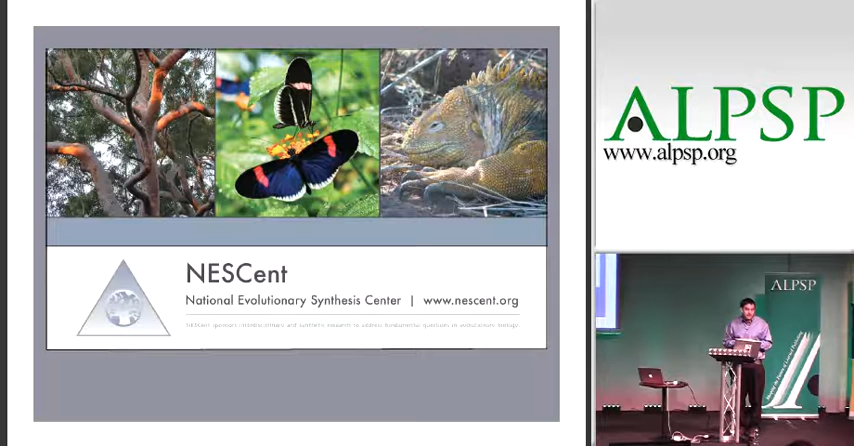 NESCent
National Evolutionary Synthesis Center | www.nescent.org
ALPSP
www.alpsp.org
ALPSP